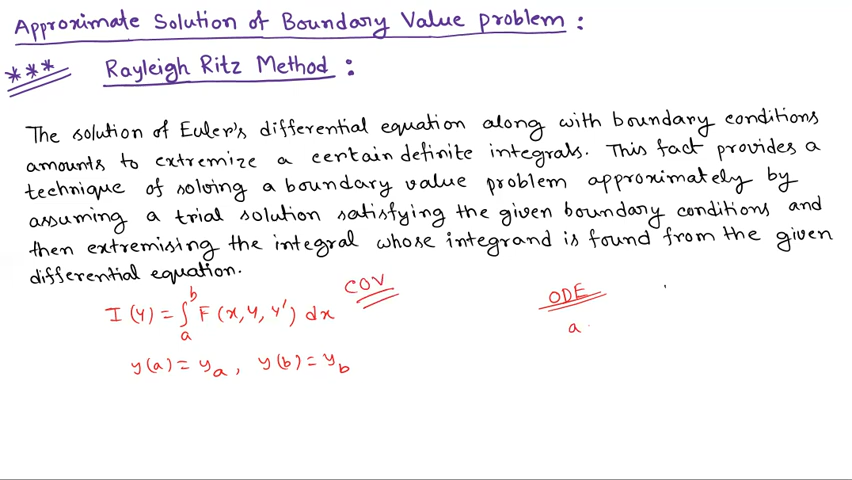 Approximate Solution of Boundary Value problem :
*** Rayleigh Ritz Method :
The solution of Euler's differential equation along with boundary conditions
amounts to extremize a certain definite integrals. This fact provides a
technique of solving a boundary value problem approximately by
assuming a trial solution satisfying the given boundary conditions and
then extremising the integral whose integrand is found from the given
differential equation.
I(y) = ∫_a^b F(x, y, y') dx COV ODE
a
y(a) = y_a, y(b) = y_b